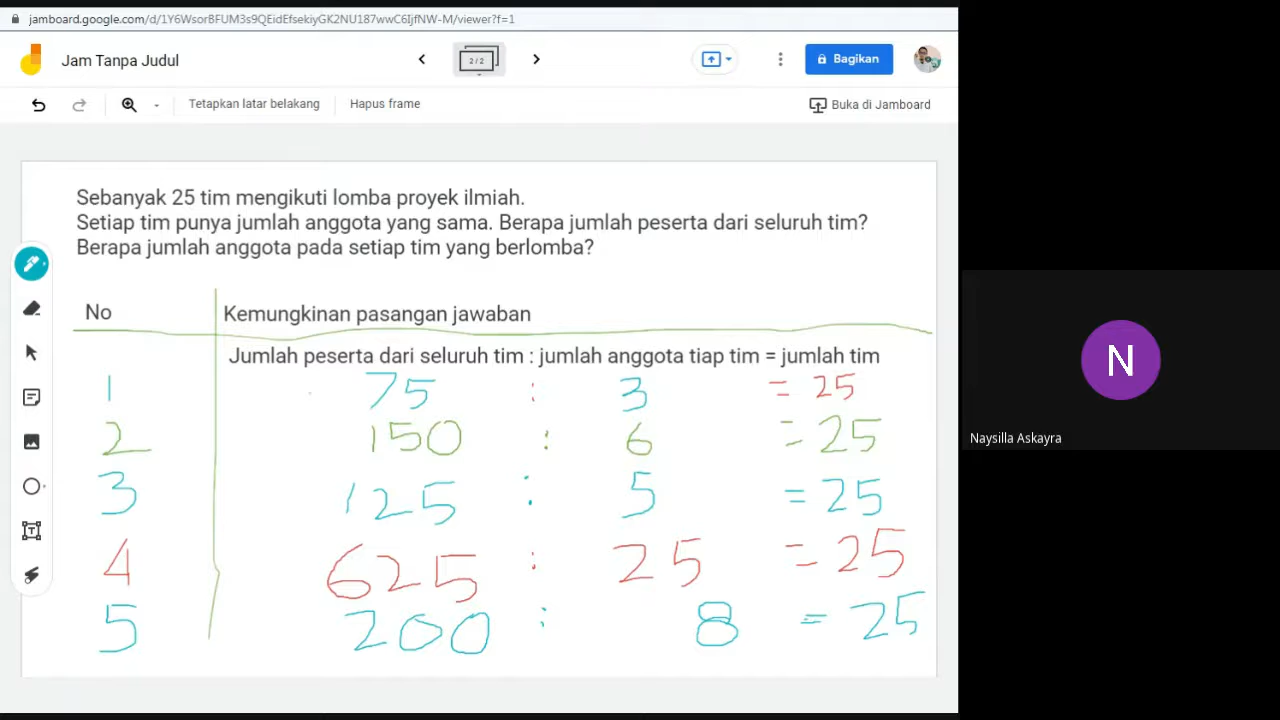 jamboard.google.com/d/1Y6WsorBFUM3s9QEidEfsekiyGK2NU187wwC6IjfNW-M/viewer?f=1
Jam Tanpa Judul
2/2
Bagikan
Tetapkan latar belakang
Hapus frame
Buka di Jamboard
Sebanyak 25 tim mengikuti lomba proyek ilmiah.
Setiap tim punya jumlah anggota yang sama. Berapa jumlah peserta dari seluruh tim?
Berapa jumlah anggota pada setiap tim yang berlomba?
No Kemungkinan pasangan jawaban
Jumlah peserta dari seluruh tim : jumlah anggota tiap tim = jumlah tim
1 75 : 3 = 25
2 150 : 6 = 25
3 125 : 5 = 25
4 625 : 25 = 25
5 200 : 8 = 25
N
Naysilla Askayra